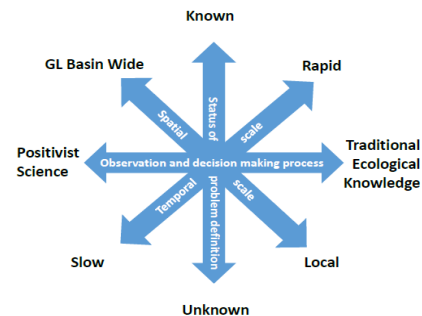 Known
GL Basin Wide
Rapid
Spatial
Status of
scale
Positivist
Science
Observation and decision making process
Traditional
Ecological
Knowledge
Temporal
problem definition
scale
Slow
Local
Unknown